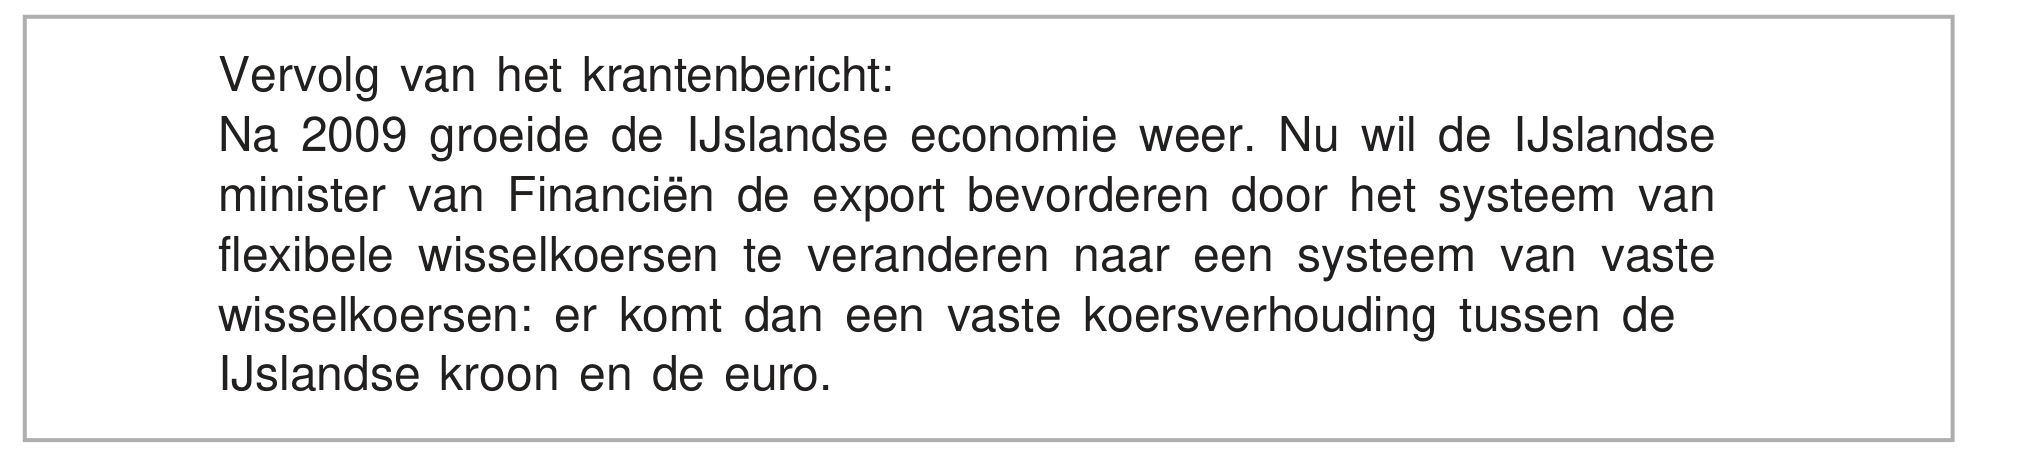 Vervolg van het krantenbericht:
Na 2009 groeide de IJslandse economie weer. Nu wil de IJslandse
minister van Financiën de export bevorderen door het systeem van
flexibele wisselkoersen te veranderen naar een systeem van vaste
wisselkoersen: er komt dan een vaste koersverhouding tussen de
IJslandse kroon en de euro.